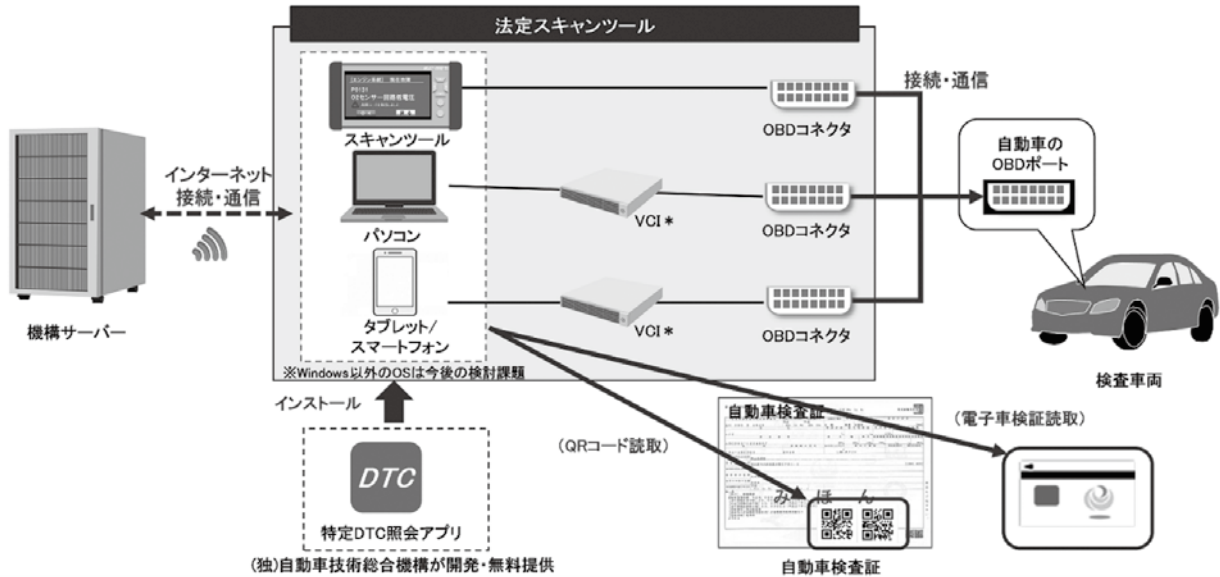 法定スキャンツール
スキャンツール
OBDコネクタ
接続・通信
自動車の
OBDポート
インターネット
接続・通信
パソコン
VCI*
OBDコネクタ
機構サーバー
タブレット/
スマートフォン
VCI*
OBDコネクタ
検査車両
※Windows以外のOSは今後の検討課題
インストール
DTC
特定DTC照会アプリ
(独)自動車技術総合機構が開発・無料提供
(QRコード読取)
自動車検査証
みほん
自動車検査証
(電子車検証読取)